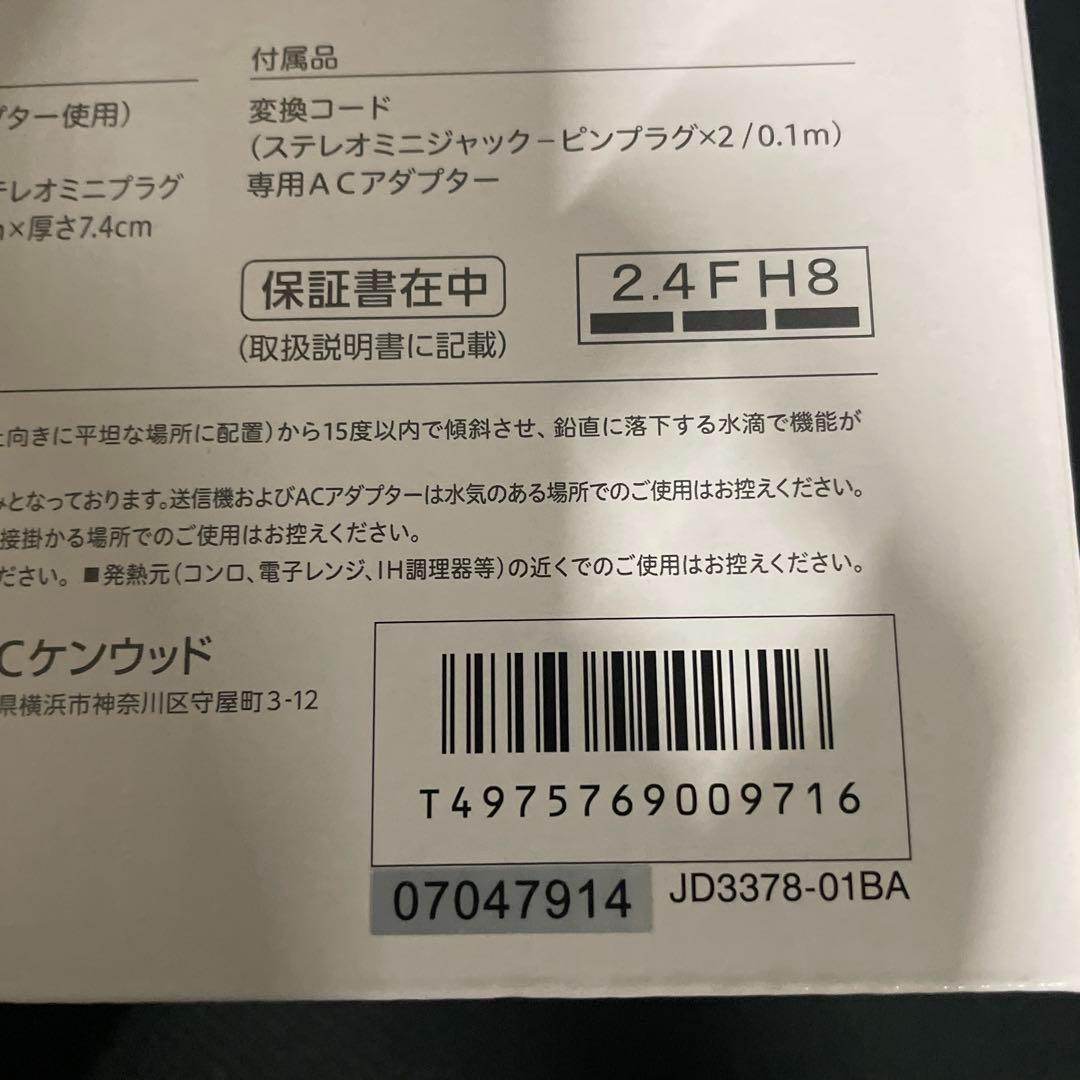 付属品
プター使用）
変換コード
（ステレオミニジャック－ピンプラグ×2/0.1m）
テレオミニプラグ
専用ACアダプター
×厚さ7.4cm
保証書在中
2.4FH8
（取扱説明書に記載）
上向きに平坦な場所に配置）から15度以内で傾斜させ、鉛直に落下する水滴で機能が
みとなっております。送信機およびACアダプターは水気のある場所でのご使用はお控えください。
接掛かる場所でのご使用はお控えください。
ださい。■発熱元（コンロ、電子レンジ、IH調理器等）の近くでのご使用はお控えください。
Cケンウッド
県横浜市神奈川区守屋町3-12
T4975769009716
07047914
JD3378-01BA